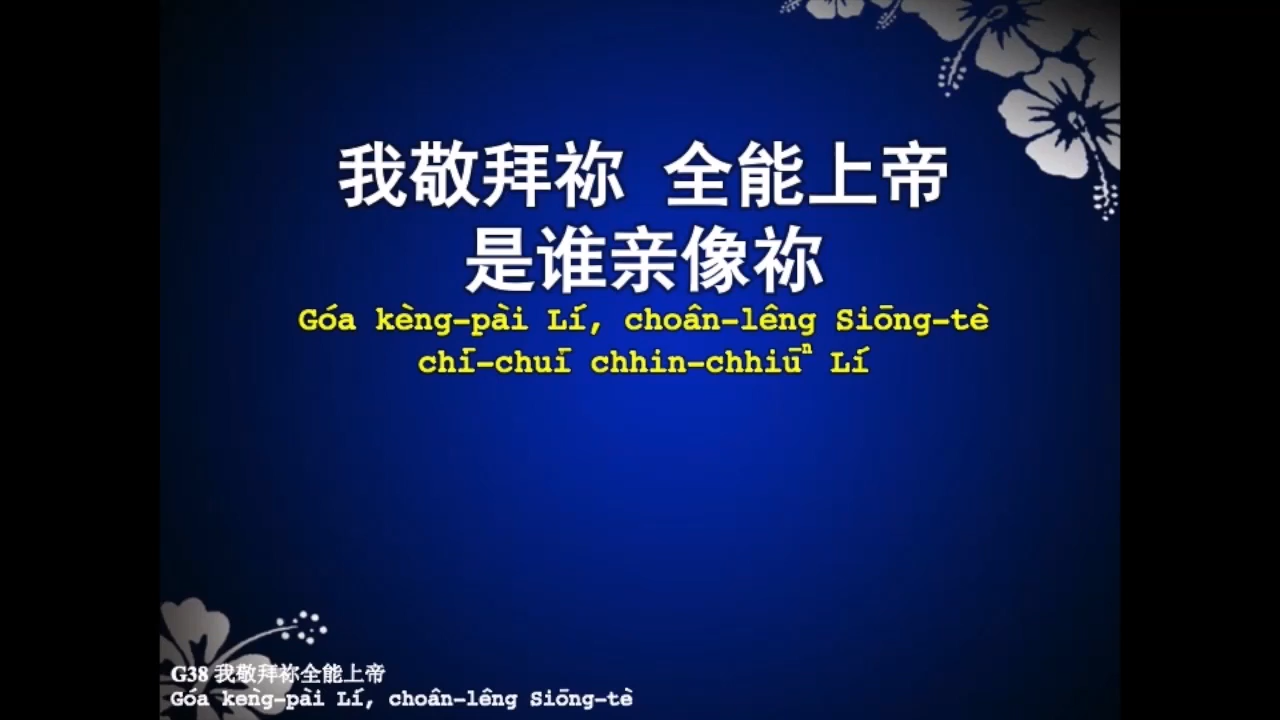 我敬拜祢 全能上帝
是谁亲像祢
Góa kèng-pài Lí, choân-lêng Siōng-tè
chī-chuī chhin-chhiūⁿ Lí
G38 我敬拜祢全能上帝
Góa kèng-pài Lí, choân-lêng Siōng-tè